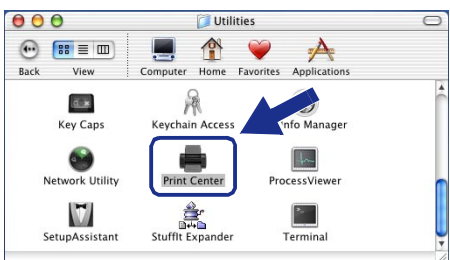 Utilities
Back View Computer Home Favorites Applications
Key Caps Keychain Access Info Manager
Network Utility Print Center ProcessViewer
SetupAssistant StuffIt Expander Terminal